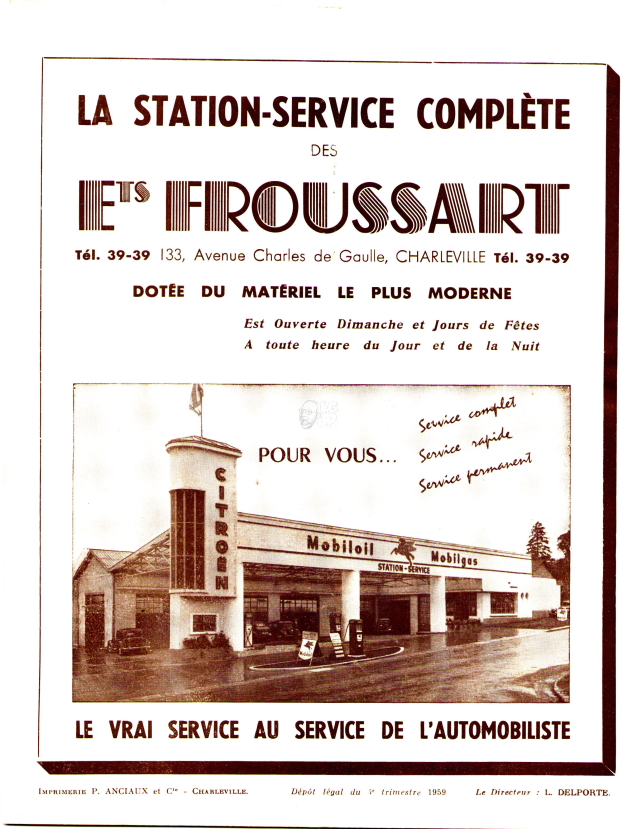 LA STATION-SERVICE COMPLÈTE
DES
ETS FROUSSART
Tél. 39-39 133, Avenue Charles de Gaulle, CHARLEVILLE Tél. 39-39
DOTÉE DU MATÉRIEL LE PLUS MODERNE
Est Ouverte Dimanche et Jours de Fêtes
A toute heure du Jour et de la Nuit
POUR VOUS...
Service complet
Service rapide
Service permanent
CITROËN
Mobiloil Mobilgas
STATION-SERVICE
LE VRAI SERVICE AU SERVICE DE L'AUTOMOBILISTE
IMPRIMERIE P. ANCIAUX et Cie - CHARLEVILLE. Dépôt légal du trimestre 1959 Le Directeur : L. DELPORTE.